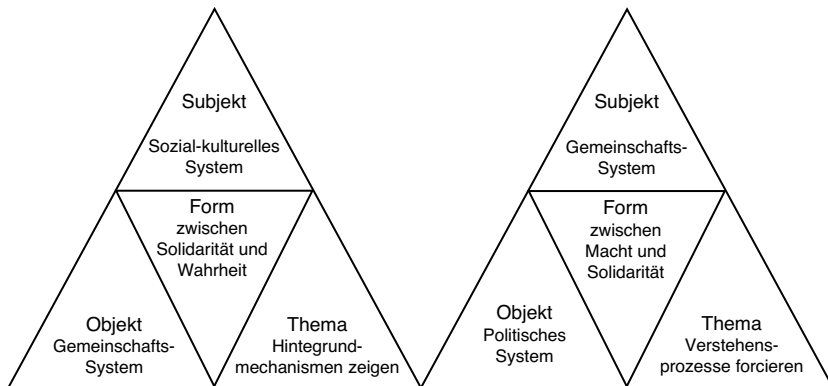 Subjekt
Sozial-kulturelles
System
Form
zwischen
Solidarität und
Wahrheit
Objekt
Gemeinschafts-
System
Thema
Hintegrund-
mechanismen zeigen
Subjekt
Gemeinschafts-
System
Form
zwischen
Macht und
Solidarität
Objekt
Politisches
System
Thema
Verstehens-
prozesse forcieren